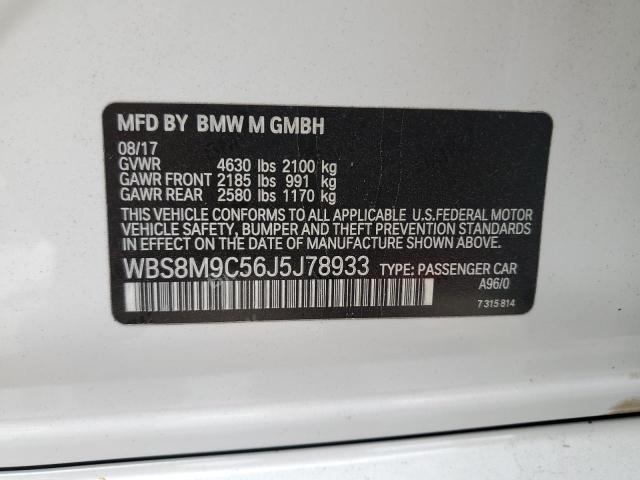 MFD BY BMW M GMBH
08/17
GVWR 4630 lbs 2100 kg
GAWR FRONT 2185 lbs 991 kg
GAWR REAR 2580 lbs 1170 kg
THIS VEHICLE CONFORMS TO ALL APPLICABLE U.S.FEDERAL MOTOR
VEHICLE SAFETY, BUMPER AND THEFT PREVENTION STANDARDS
IN EFFECT ON THE DATE OF MANUFACTURE SHOWN ABOVE.
WBS8M9C56J5J78933 TYPE: PASSENGER CAR
A96/0
7 315 814